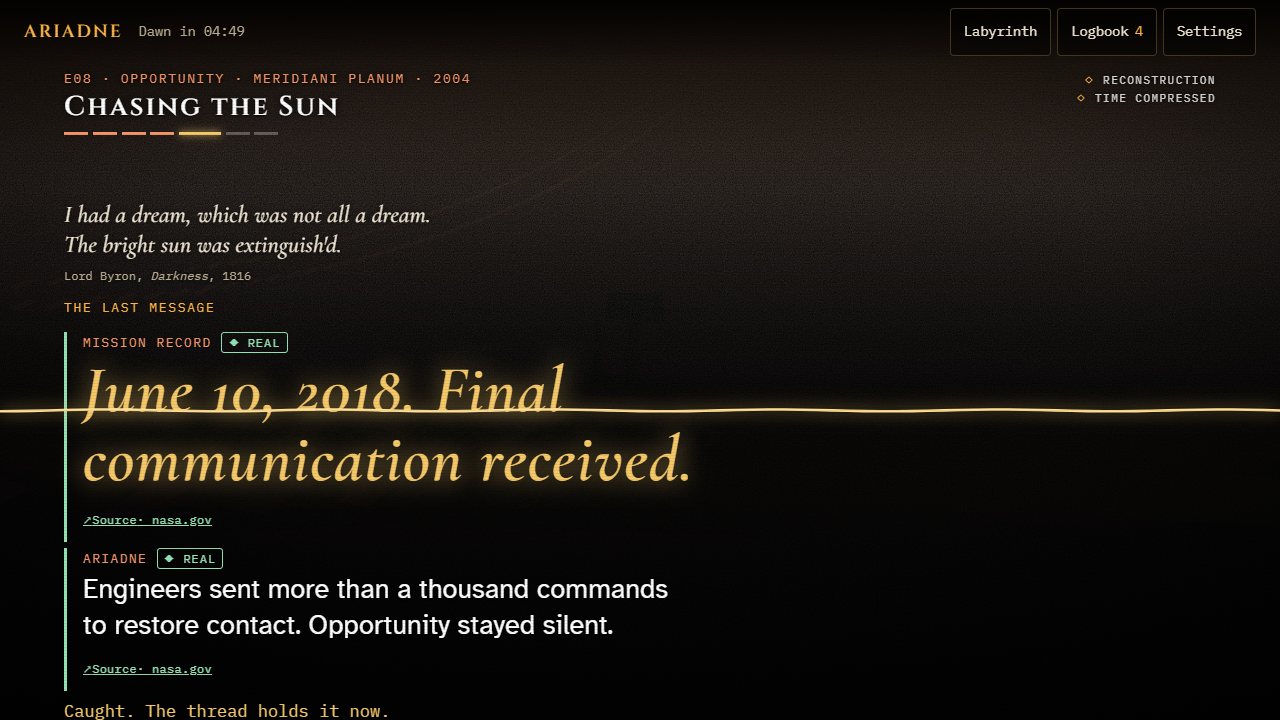 ARIADNE Dawn in 04:49 Labyrinth Logbook 4 Settings
E08 · OPPORTUNITY · MERIDIANI PLANUM · 2004
Chasing the Sun
◇ RECONSTRUCTION
◇ TIME COMPRESSED
I had a dream, which was not all a dream.
The bright sun was extinguish'd.
Lord Byron, Darkness, 1816
THE LAST MESSAGE
MISSION RECORD ◆ REAL
June 10, 2018. Final
communication received.
↗Source· nasa.gov
ARIADNE ◆ REAL
Engineers sent more than a thousand commands
to restore contact. Opportunity stayed silent.
↗Source· nasa.gov
Caught. The thread holds it now.